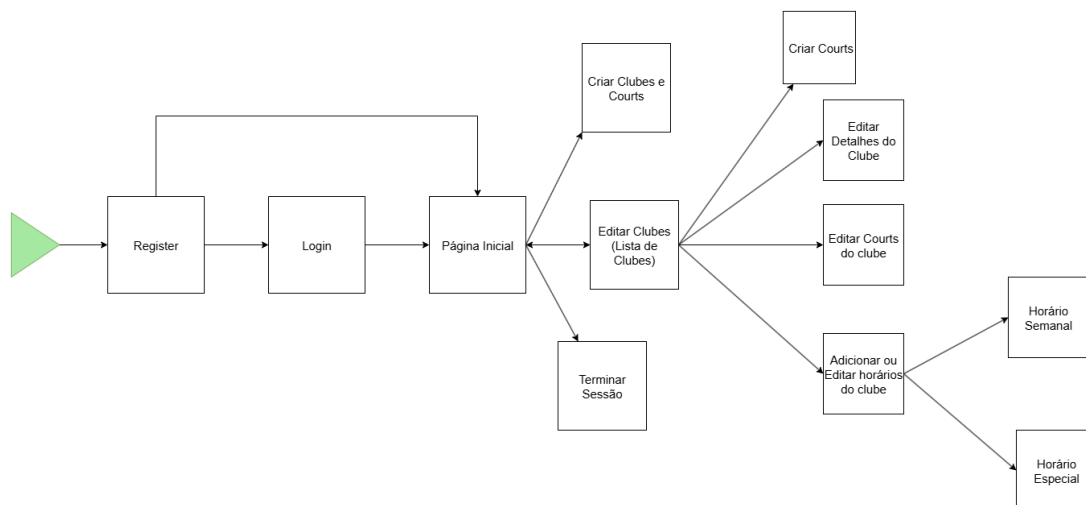 Criar Courts
Criar Clubes e
Courts
Editar
Detalhes do
Clube
Register
Login
Página Inicial
Editar Clubes
(Lista de
Clubes)
Editar Courts
do clube
Horário
Semanal
Adicionar ou
Editar horários
do clube
Terminar
Sessão
Horário
Especial